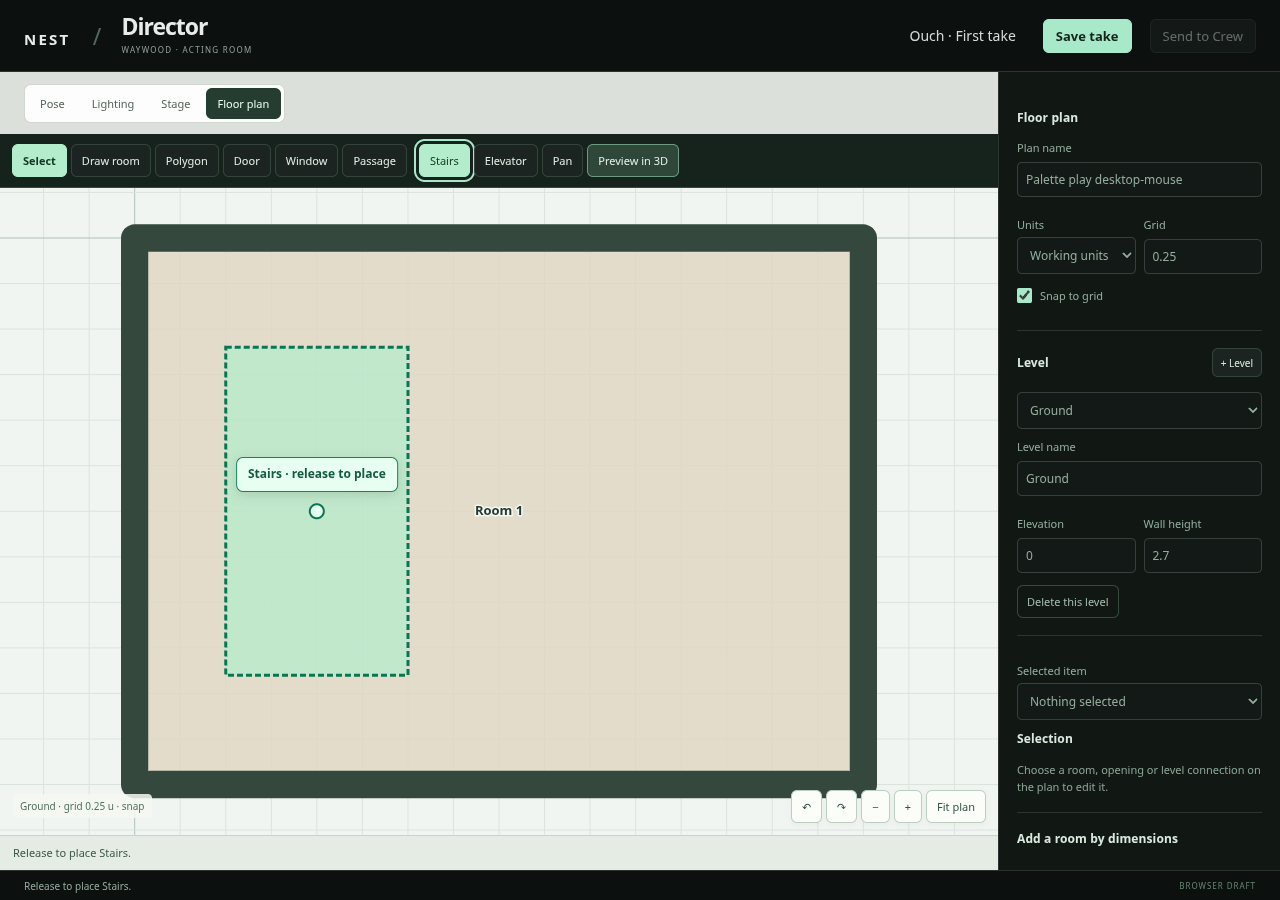 NEST / Director
WAYWOOD · ACTING ROOM
Ouch · First take
Save take
Send to Crew
Pose Lighting Stage Floor plan
Select Draw room Polygon Door Window Passage Stairs Elevator Pan Preview in 3D
Stairs · release to place
Room 1
Ground · grid 0.25 u · snap
↶ ↷ − + Fit plan
Release to place Stairs.
Floor plan
Plan name
Palette play desktop-mouse
Units Grid
Working units 0.25
Snap to grid
Level + Level
Ground
Level name
Ground
Elevation Wall height
0 2.7
Delete this level
Selected item
Nothing selected
Selection
Choose a room, opening or level connection on
the plan to edit it.
Add a room by dimensions
Release to place Stairs.
BROWSER DRAFT